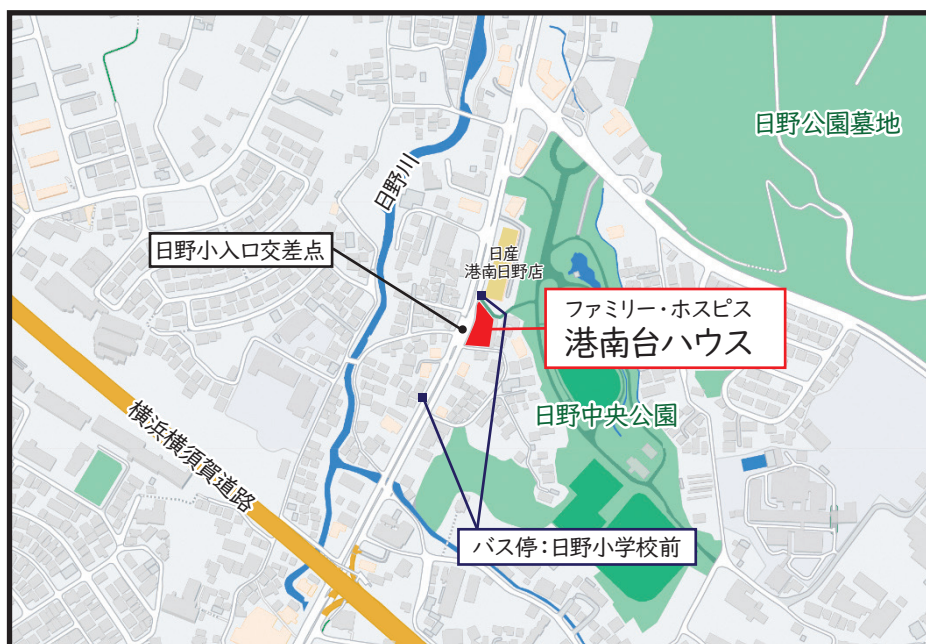 日野公園墓地
日野川
日野小入口交差点
日産
港南日野店
ファミリー・ホスピス
港南台ハウス
日野中央公園
横浜横須賀道路
バス停：日野小学校前